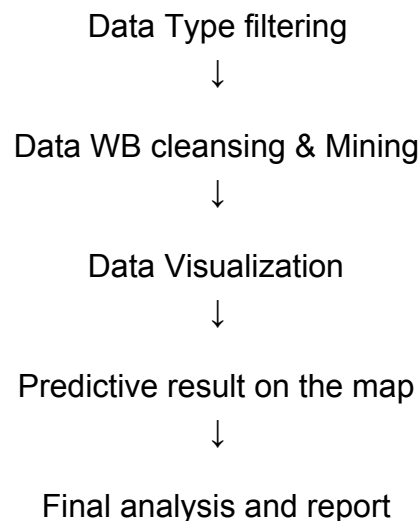 Data Type filtering
↓
Data WB cleansing & Mining
↓
Data Visualization
↓
Predictive result on the map
↓
Final analysis and report